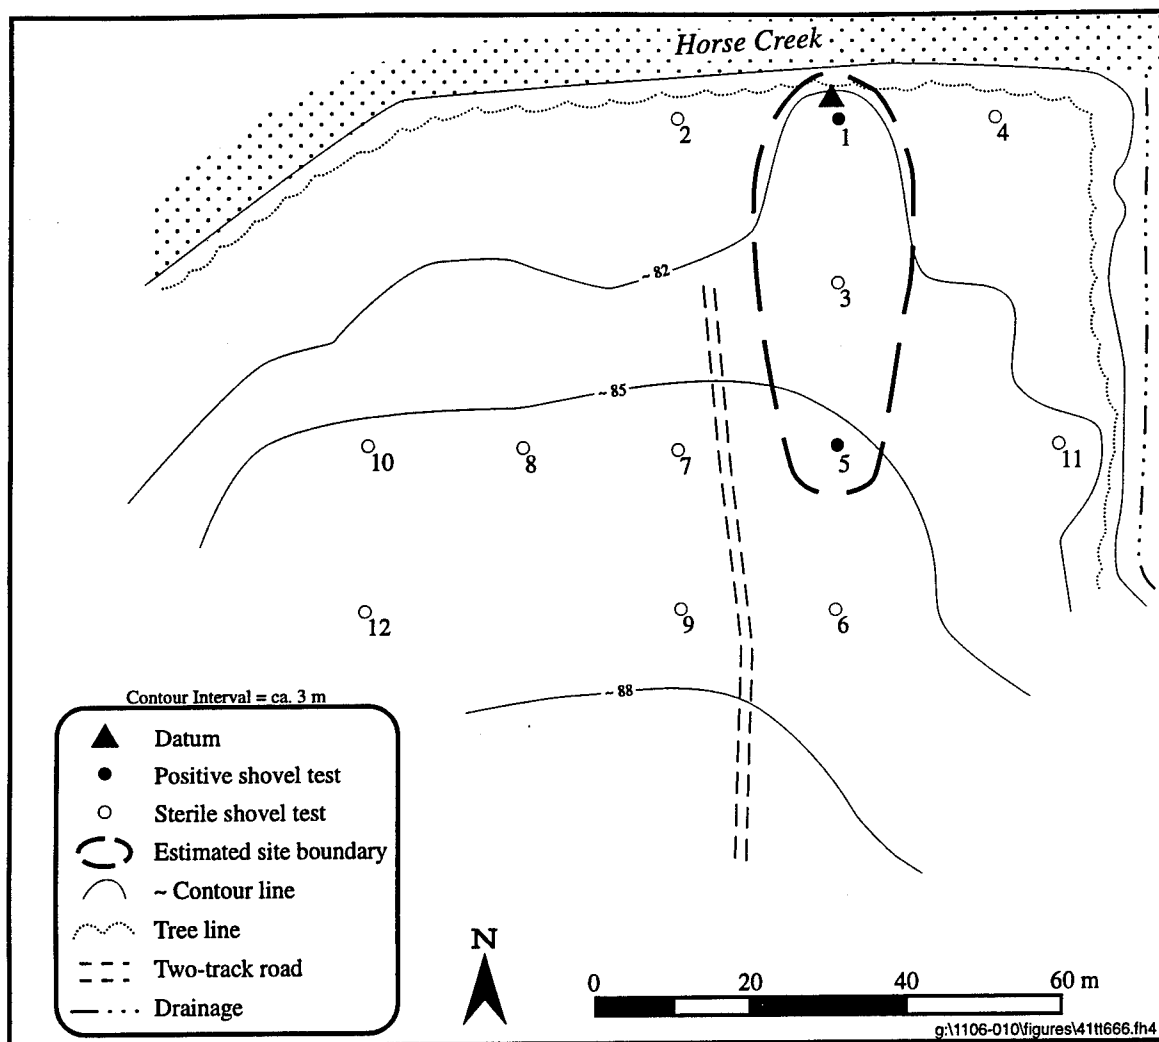 Horse Creek
2
1
4
~ 82
3
~ 85
10
8
7
5
11
12
9
6
~ 88
Contour Interval = ca. 3 m
Datum
Positive shovel test
Sterile shovel test
Estimated site boundary
~ Contour line
Tree line
Two-track road
Drainage
N
0 20 40 60 m
g:\1106-010\figures\41tt666.fh4